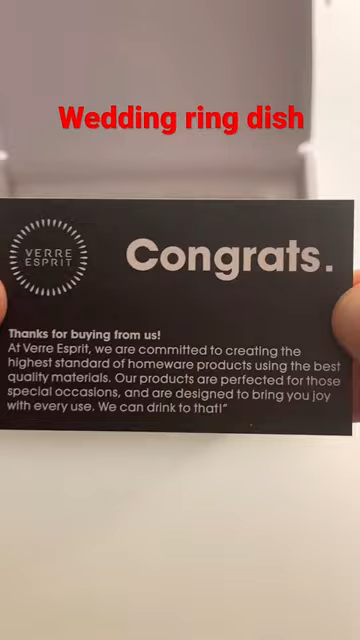 Wedding ring dish
VERRE
ESPRIT
Congrats.
Thanks for buying from us!
At Verre Esprit, we are committed to creating the
highest standard of homeware products using the best
quality materials. Our products are perfected for those
special occasions, and are designed to bring you joy
with every use. We can drink to that!"